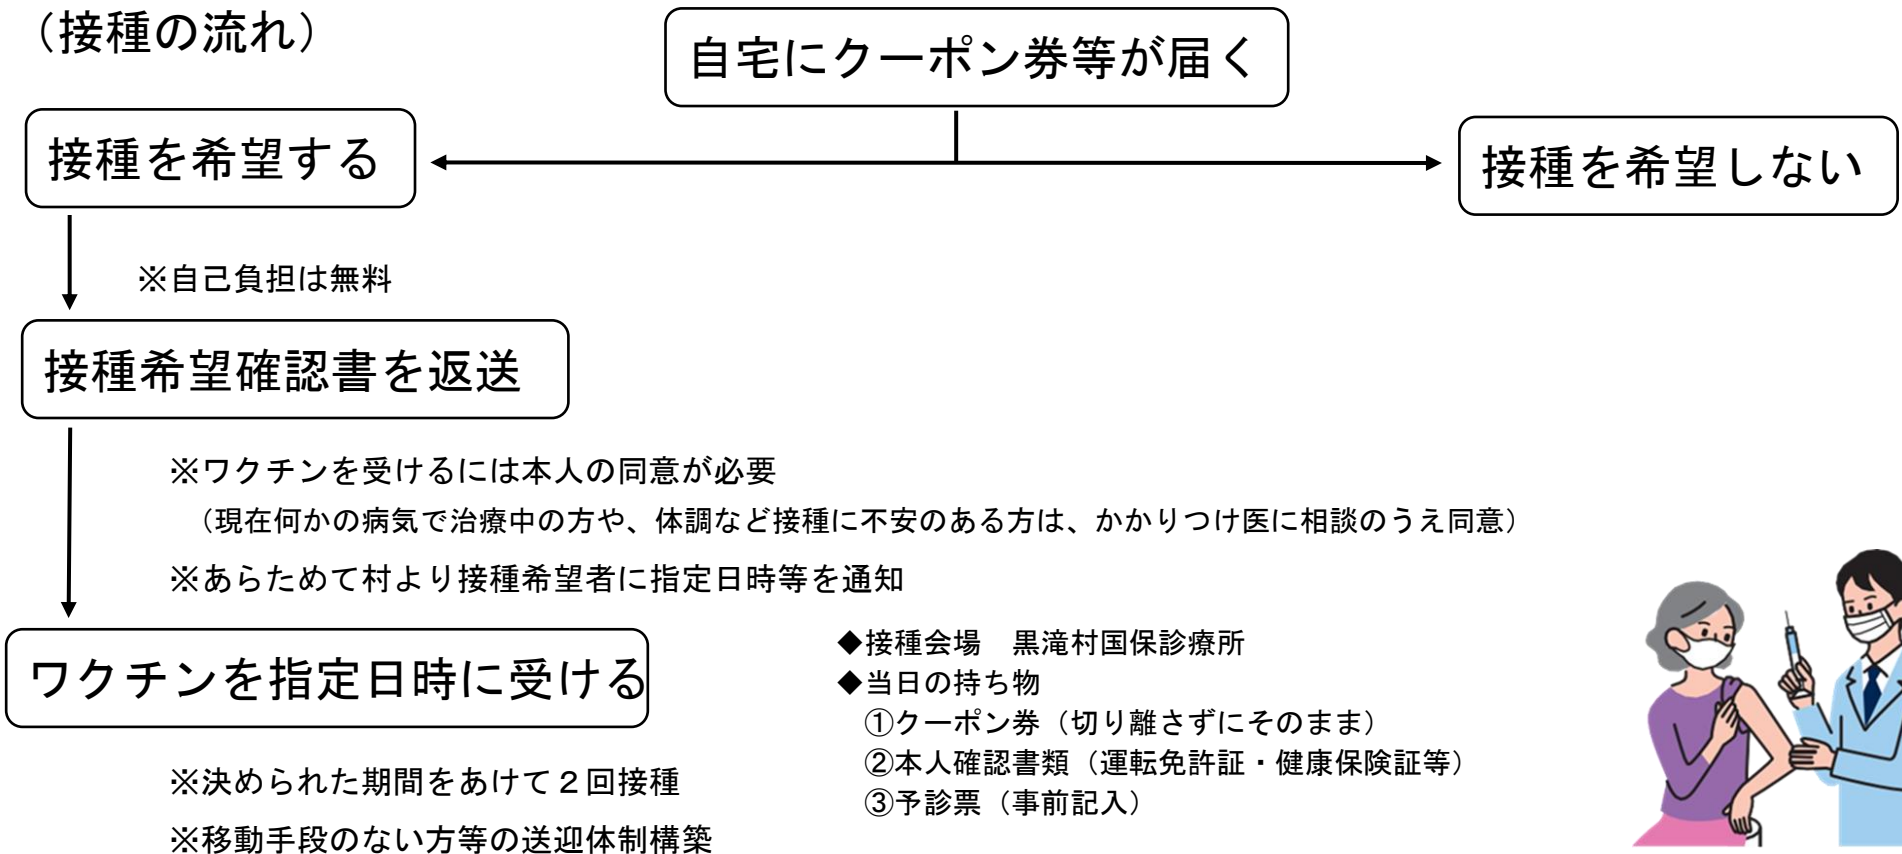 （接種の流れ）
自宅にクーポン券等が届く
接種を希望する
接種を希望しない
※自己負担は無料
接種希望確認書を返送
※ワクチンを受けるには本人の同意が必要
（現在何かの病気で治療中の方や、体調など接種に不安のある方は、かかりつけ医に相談のうえ同意）
※あらためて村より接種希望者に指定日時等を通知
ワクチンを指定日時に受ける
※決められた期間をあけて２回接種
※移動手段のない方等の送迎体制構築
◆接種会場　黒滝村国保診療所
◆当日の持ち物
①クーポン券（切り離さずにそのまま）
②本人確認書類（運転免許証・健康保険証等）
③予診票（事前記入）